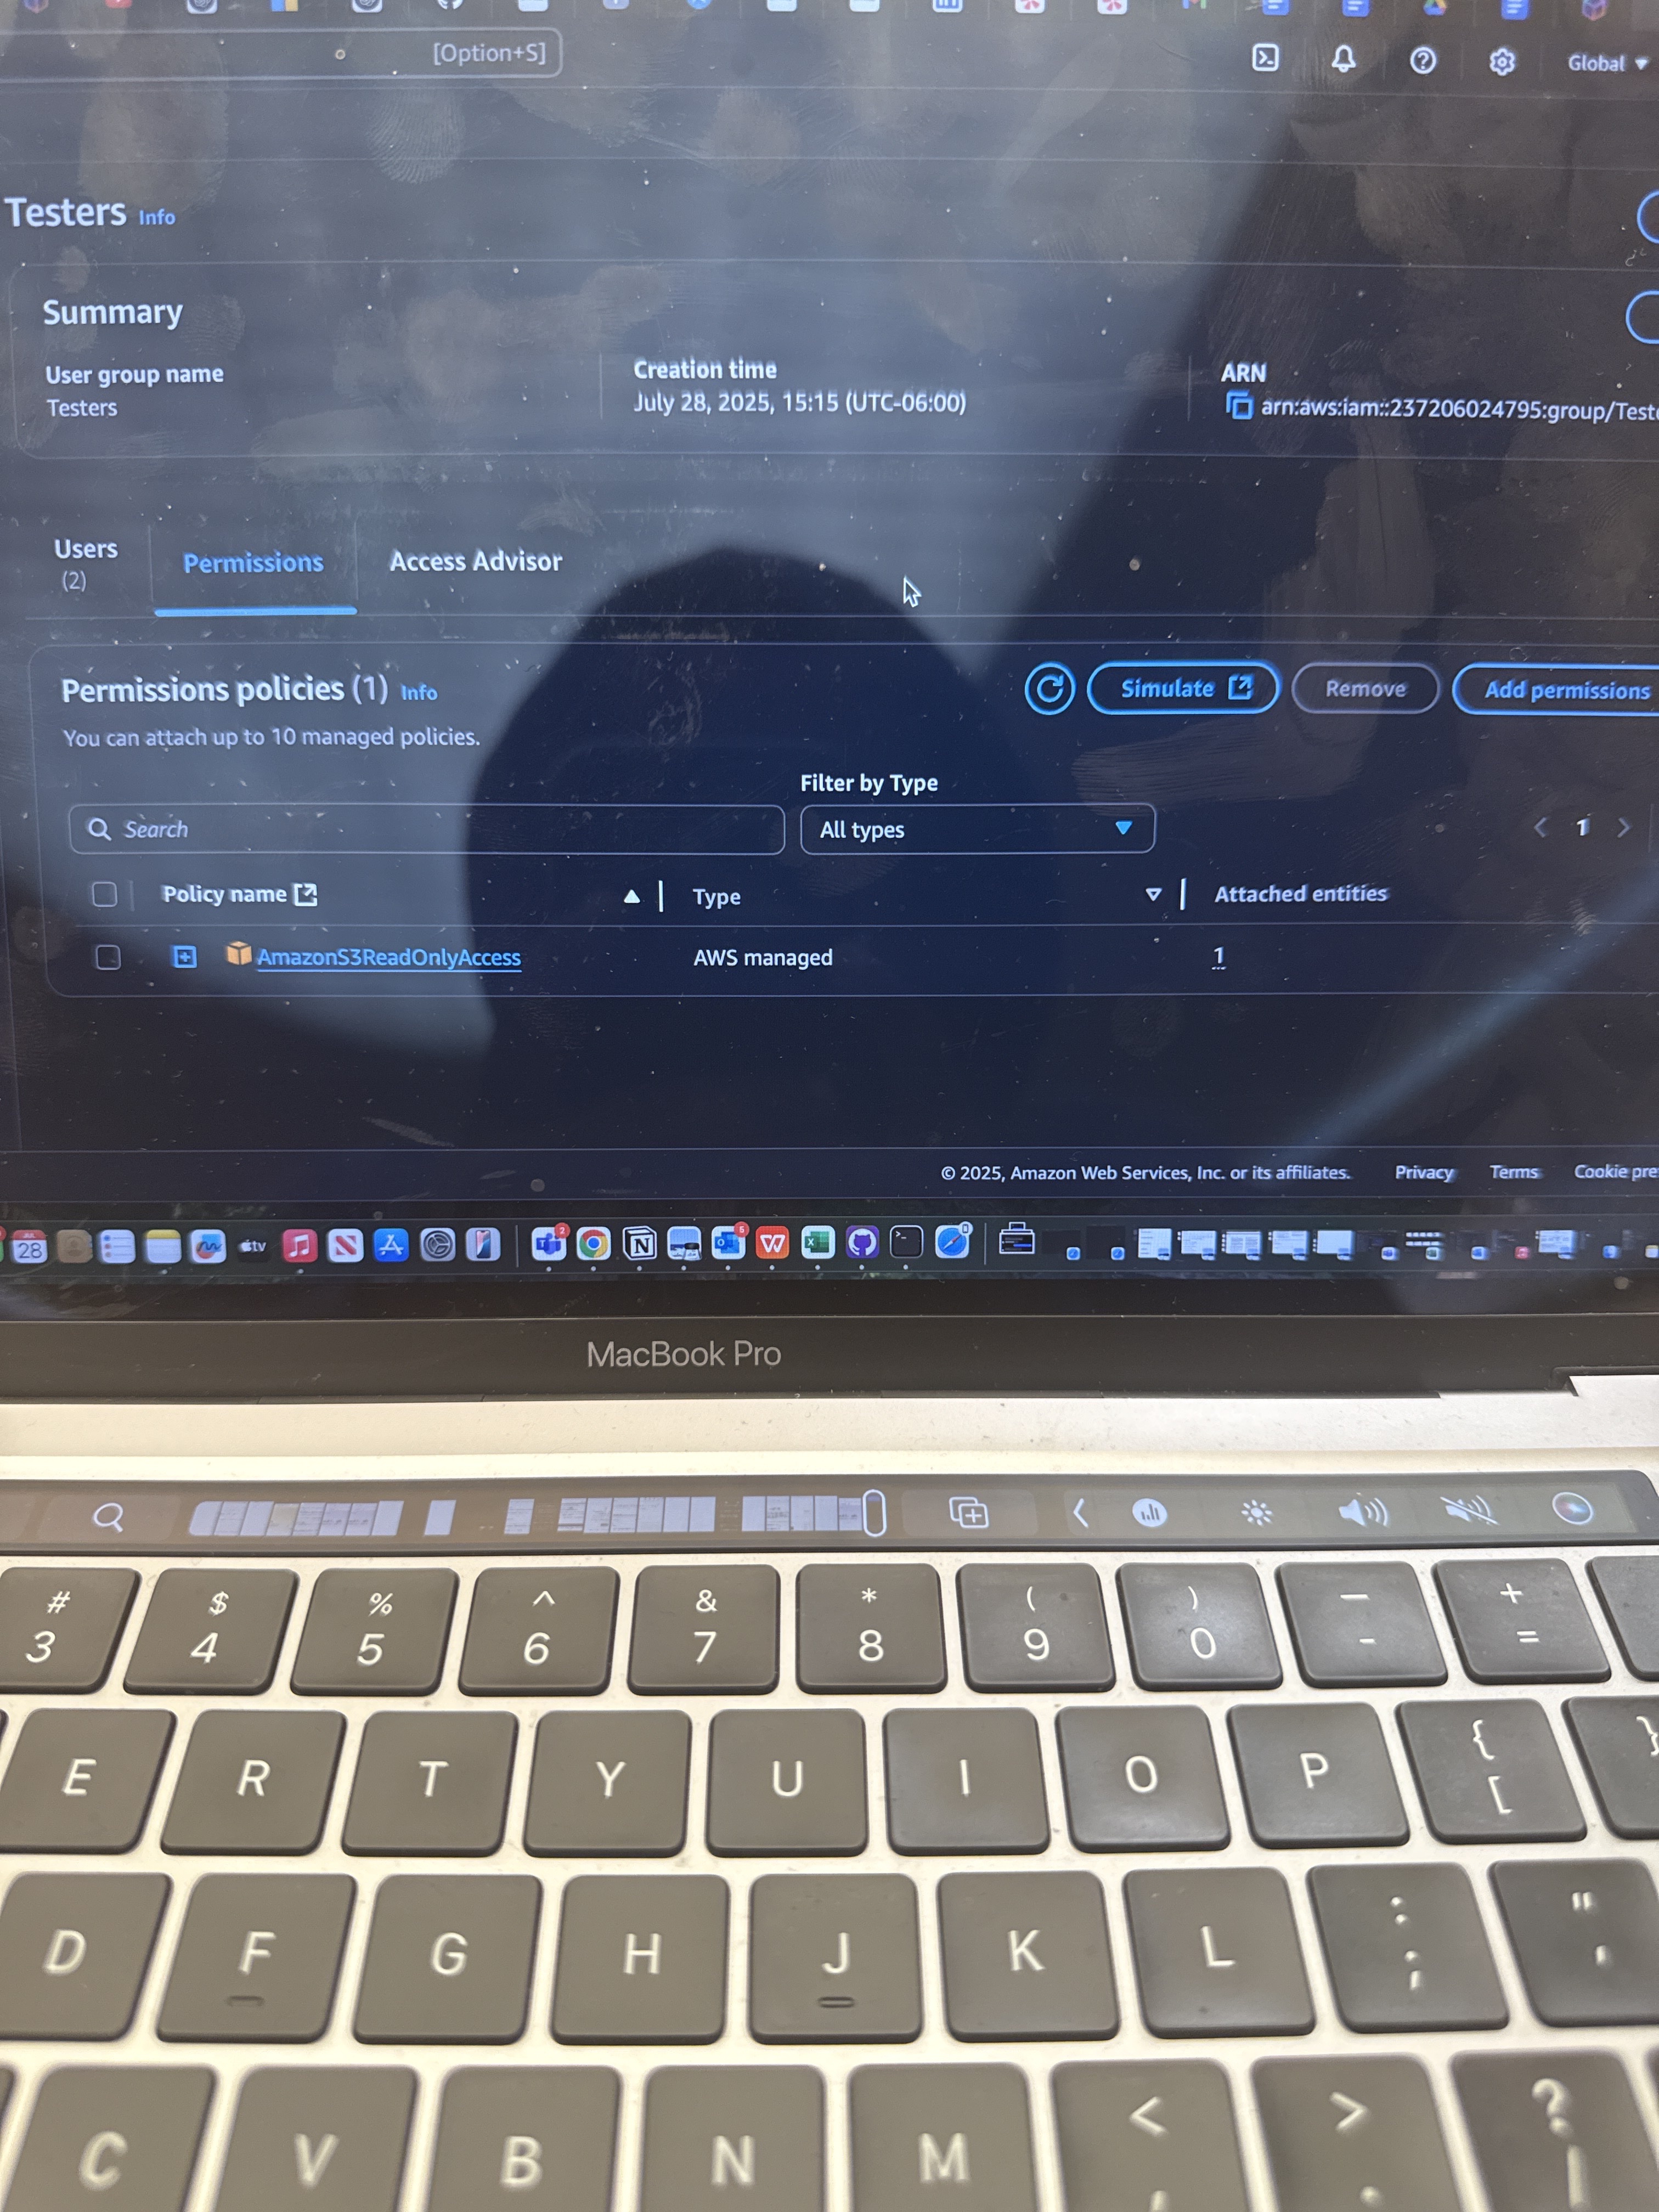 [Option+S]
Global
Testers Info
Summary
User group name
Testers
Creation time
July 28, 2025, 15:15 (UTC-06:00)
ARN
arn:aws:iam::237206024795:group/Teste
Users
(2)
Permissions
Access Advisor
Permissions policies (1) Info
Simulate
Remove
Add permissions
You can attach up to 10 managed policies.
Filter by Type
Search
All types
1
Policy name
Type
Attached entities
AmazonS3ReadOnlyAccess
AWS managed
1
© 2025, Amazon Web Services, Inc. or its affiliates.
Privacy
Terms
Cookie pre
JUL
28
tv
2
N
5
W
MacBook Pro
# $ % ^ & * ( ) — +
3 4 5 6 7 8 9 0 - =
E R T Y U I O P { }
[
D F G H J K L : "
; '
C V B N M < > ?
, . /